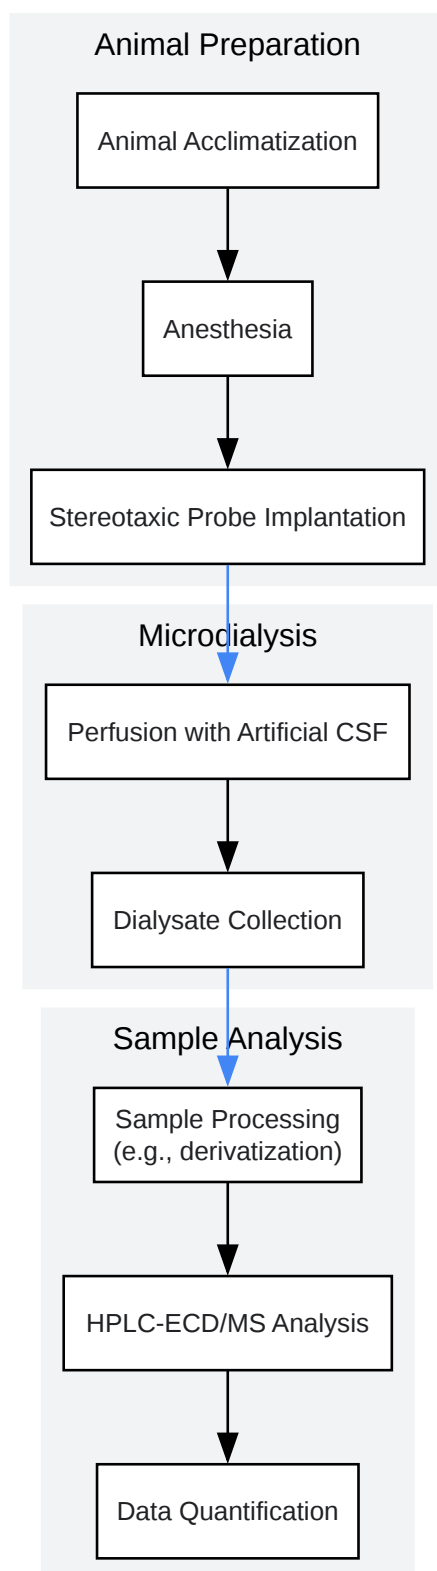 Animal Preparation
Animal Acclimatization
Anesthesia
Stereotaxic Probe Implantation
Microdialysis
Perfusion with Artificial CSF
Dialysate Collection
Sample Analysis
Sample Processing
(e.g., derivatization)
HPLC-ECD/MS Analysis
Data Quantification